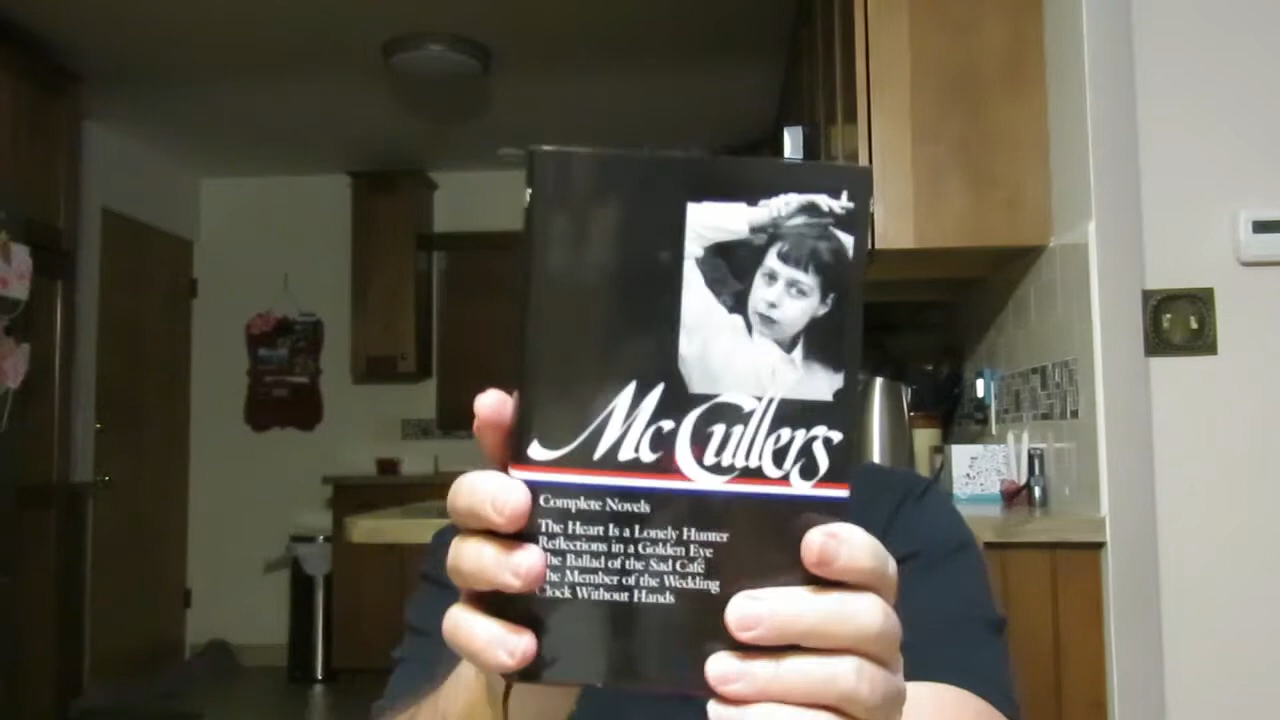 McCullers
Complete Novels
The Heart Is a Lonely Hunter
Reflections in a Golden Eye
The Ballad of the Sad Café
The Member of the Wedding
Clock Without Hands